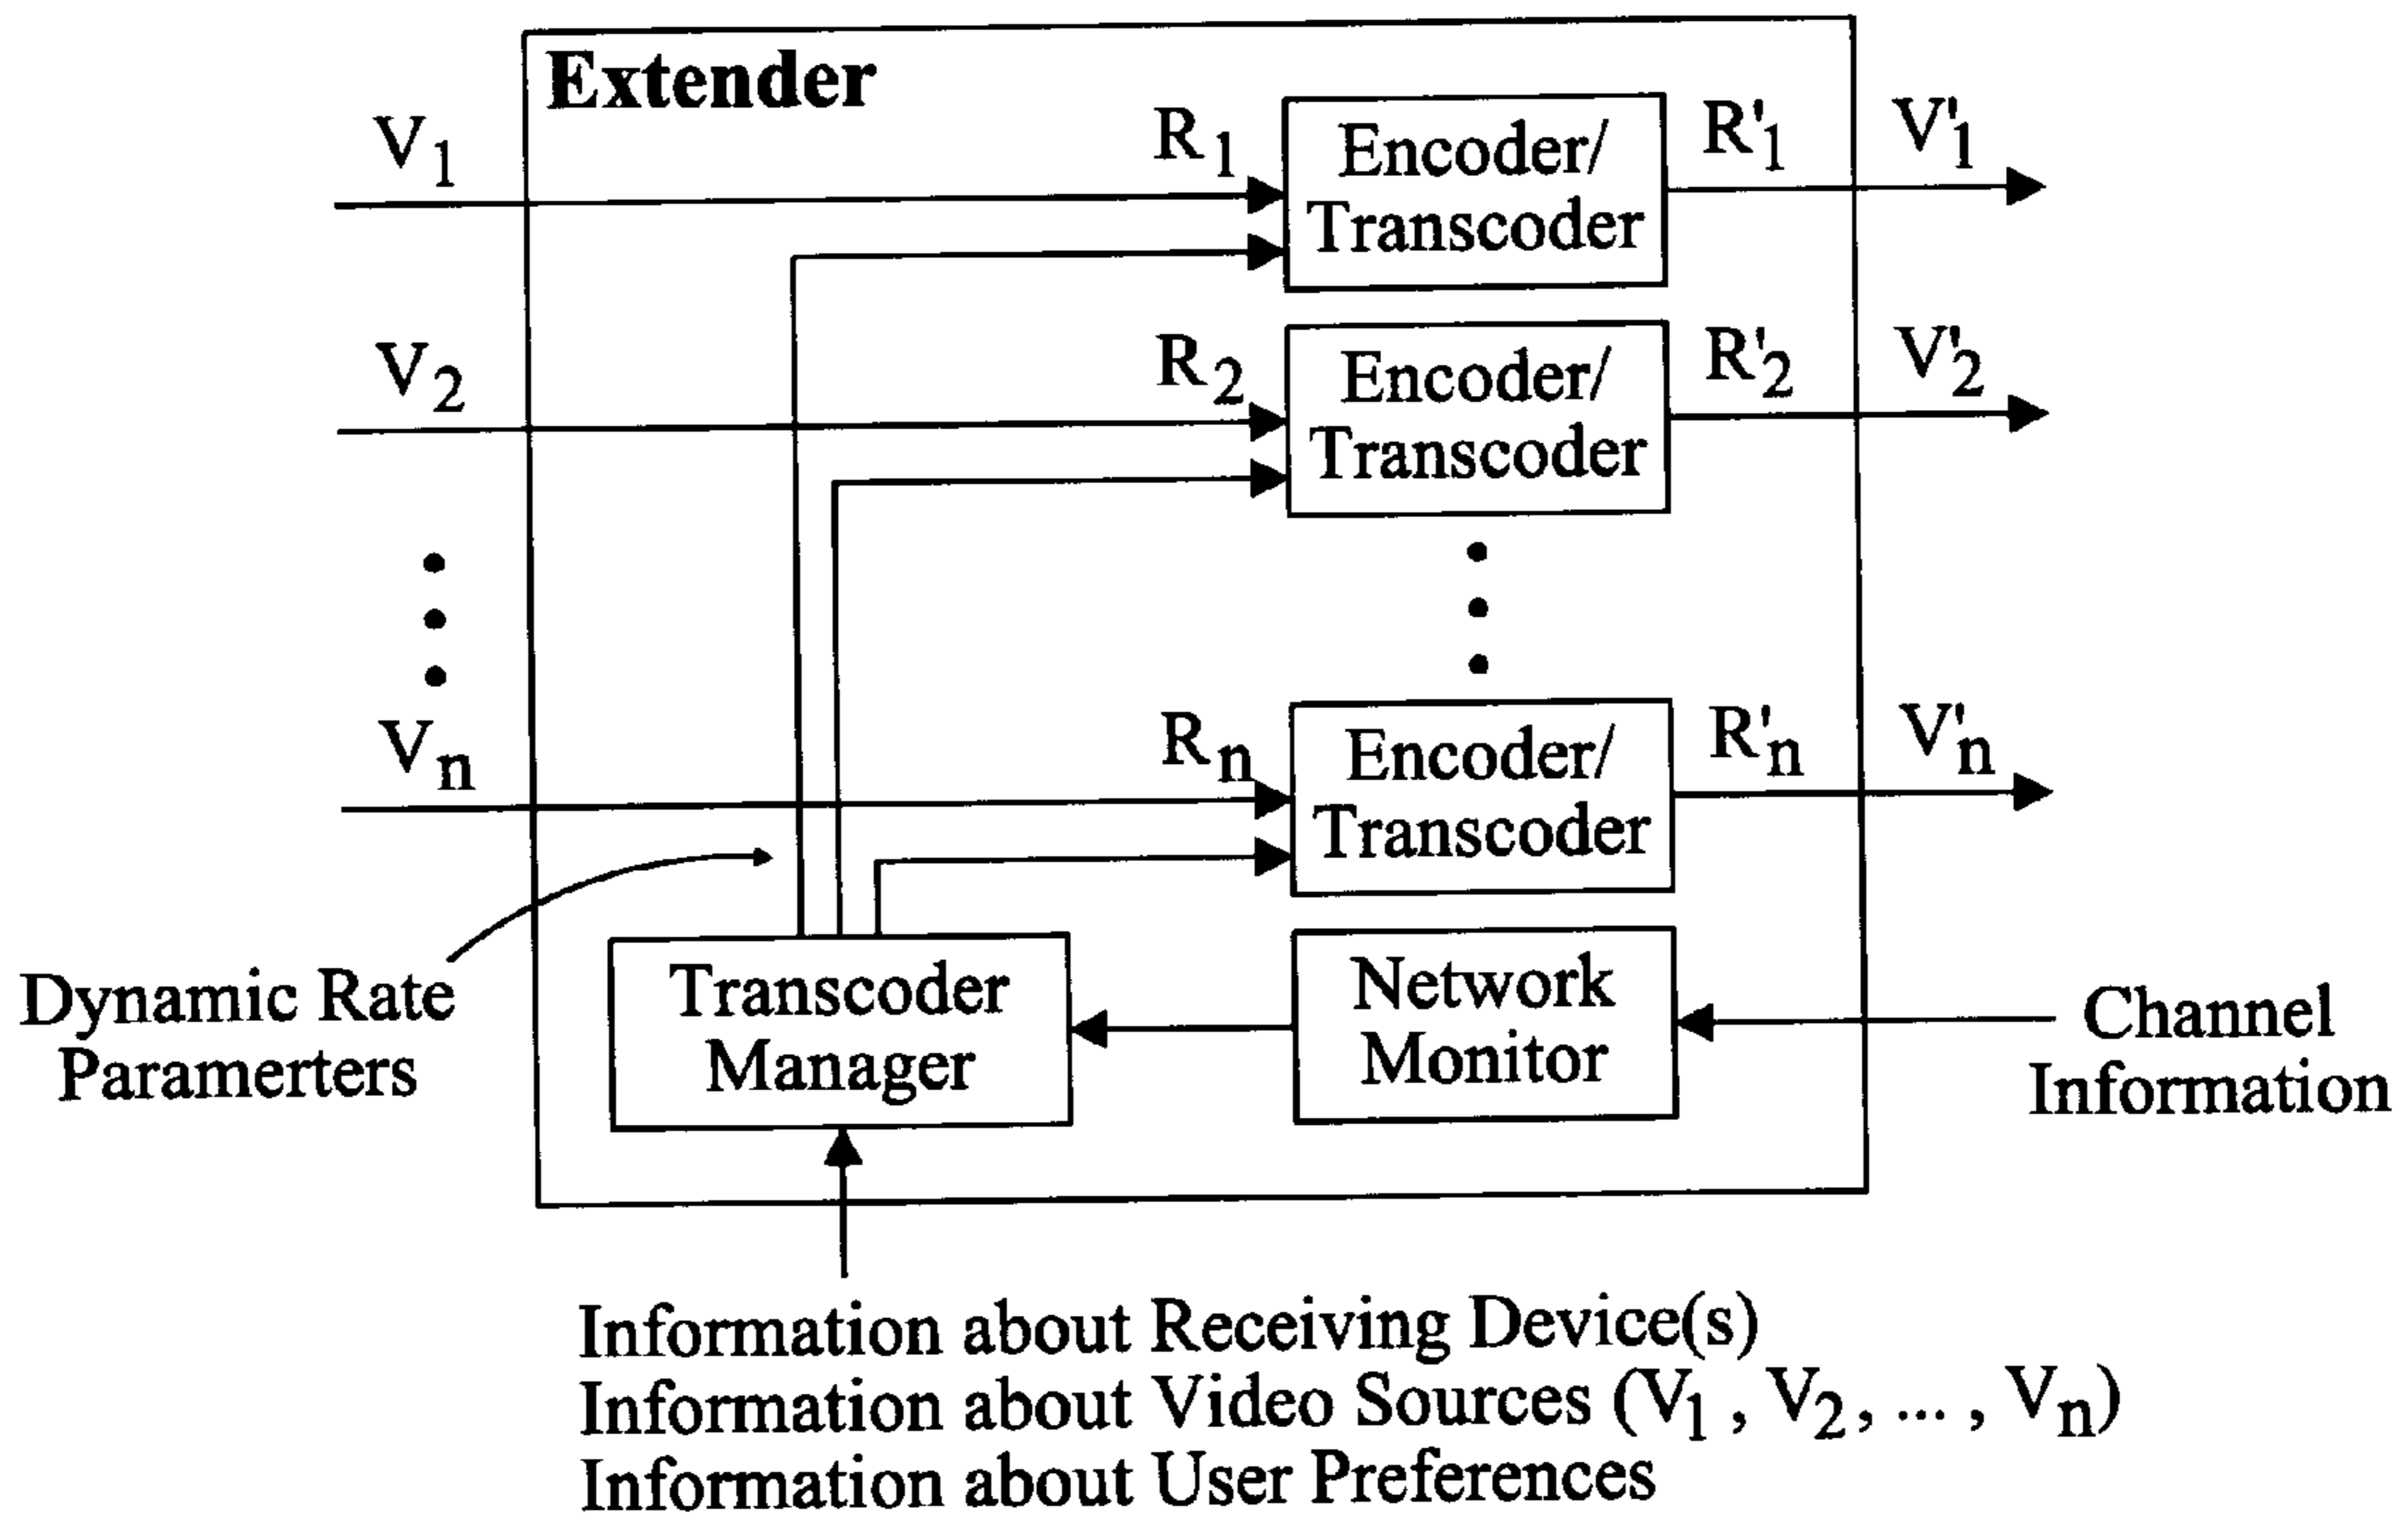 Extender
V1
R1
Encoder/
Transcoder
R'1
V'1
V2
R2
Encoder/
Transcoder
R'2
V'2
Vn
Rn
Encoder/
Transcoder
R'n
V'n
Dynamic Rate
Paramerters
Transcoder
Manager
Network
Monitor
Channel
Information
Information about Receiving Device(s)
Information about Video Sources (V1, V2, ... , Vn)
Information about User Preferences